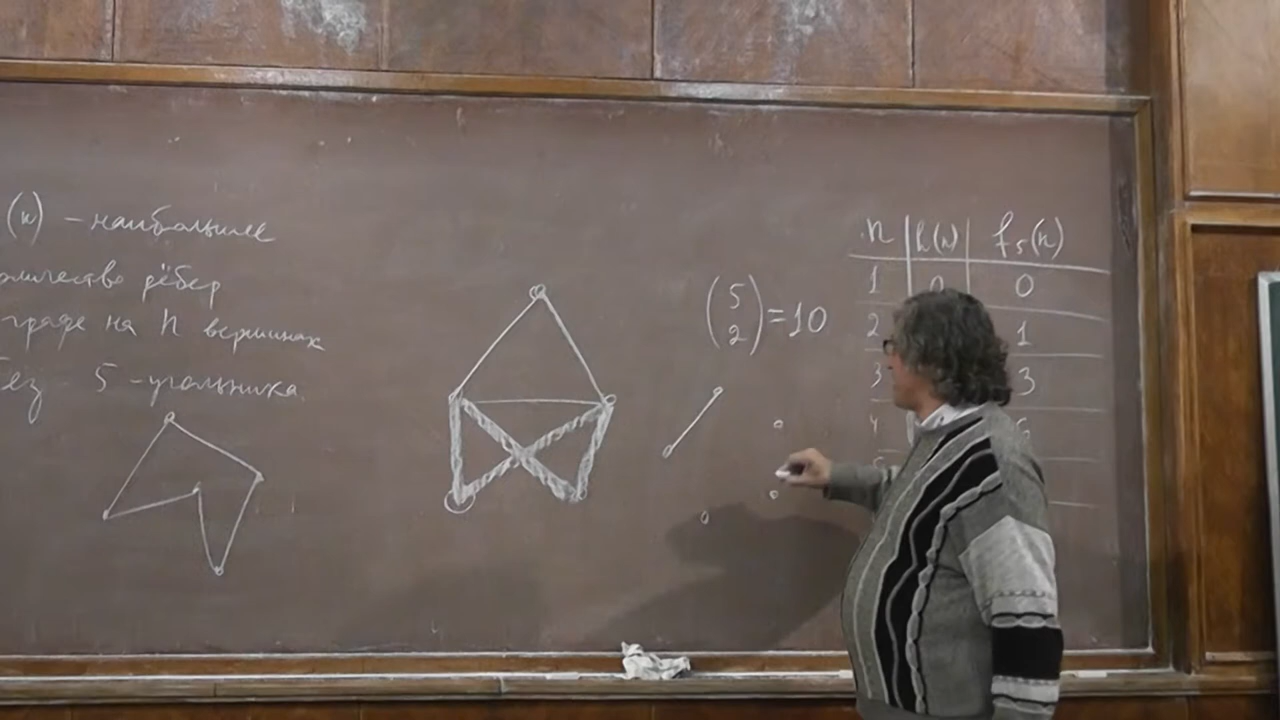 (n) – наибольшее
рёбер
графе на n вершинах
без 5-угольника
(5 2) = 10
n | h(n) | f₅(n)
1 | 0 | 0
2 1
3 3
4